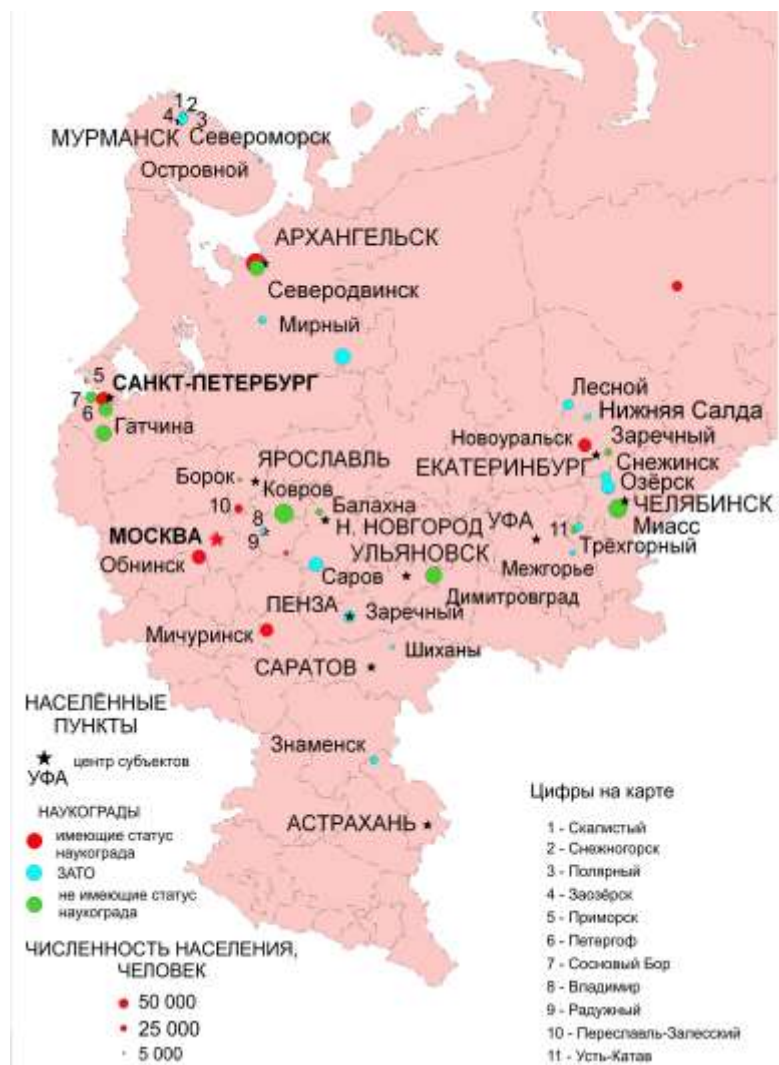 1
2
4
3
МУРМАНСК
Североморск
Островной
АРХАНГЕЛЬСК
Северодвинск
Мирный
5
САНКТ-ПЕТЕРБУРГ
7
6
Гатчина
Лесной
Нижняя Салда
Новоуральск
Заречный
ЕКАТЕРИНБУРГ
Снежинск
Озёрск
ЯРОСЛАВЛЬ
Борок
Ковров
ЧЕЛЯБИНСК
10
8
Балахна
Миасс
МОСКВА
9
Н. НОВГОРОД
УФА
11
Обнинск
УЛЬЯНОВСК
Трёхгорный
Саров
Межгорье
Димитровград
ПЕНЗА
Заречный
Мичуринск
Шиханы
САРАТОВ
НАСЕЛЁННЫЕ
ПУНКТЫ
центр субъектов
УФА
Знаменск
АСТРАХАНЬ
НАУКОГРАДЫ
имеющие статус
наукограда
ЗАТО
не имеющие статус
наукограда
ЧИСЛЕННОСТЬ НАСЕЛЕНИЯ,
ЧЕЛОВЕК
50 000
25 000
5 000
Цифры на карте
1 - Скалистый
2 - Снежногорск
3 - Полярный
4 - Заозёрск
5 - Приморск
6 - Петергоф
7 - Сосновый Бор
8 - Владимир
9 - Радужный
10 - Переславль-Залесский
11 - Усть-Катав